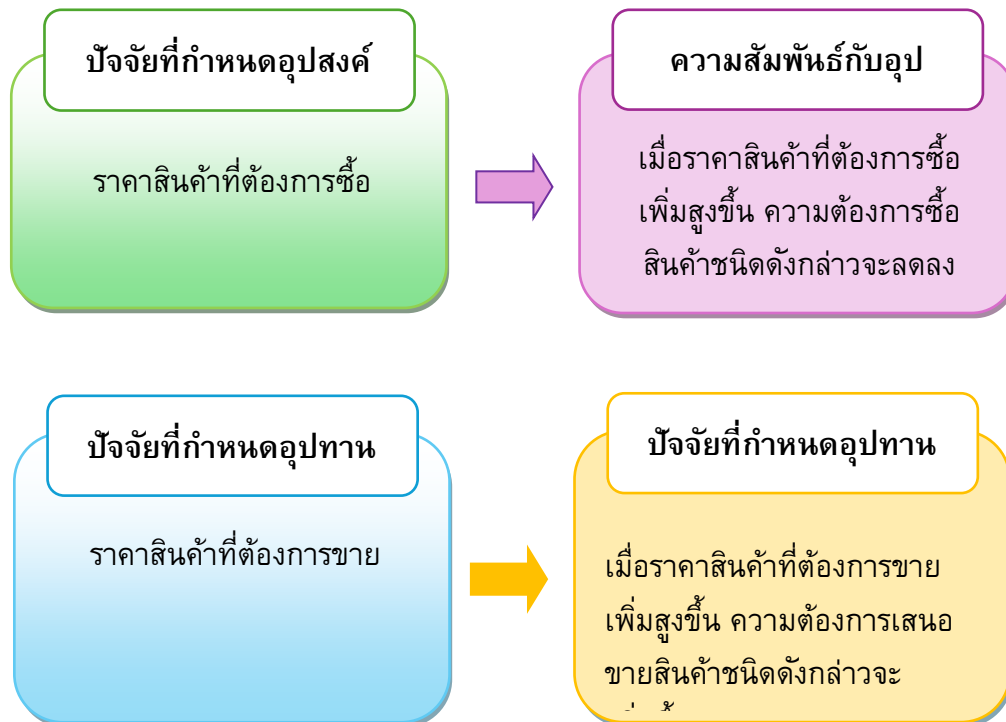 ปัจจัยที่กำหนดอุปสงค์
ราคาสินค้าที่ต้องการซื้อ
ความสัมพันธ์กับอุป
เมื่อราคาสินค้าที่ต้องการซื้อ
เพิ่มสูงขึ้น ความต้องการซื้อ
สินค้าชนิดดังกล่าวจะลดลง
ปัจจัยที่กำหนดอุปทาน
ราคาสินค้าที่ต้องการขาย
ปัจจัยที่กำหนดอุปทาน
เมื่อราคาสินค้าที่ต้องการขาย
เพิ่มสูงขึ้น ความต้องการเสนอ
ขายสินค้าชนิดดังกล่าวจะ